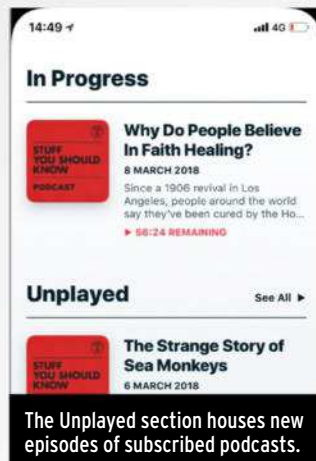 14:49
4G
In Progress
STUFF
YOU SHOULD
KNOW
PODCAST
Why Do People Believe
In Faith Healing?
8 MARCH 2018
Since a 1906 revival in Los
Angeles, people around the world
say they've been cured by the Ho...
▶ 56:24 REMAINING
Unplayed
See All ▶
STUFF
YOU SHOULD
KNOW
The Strange Story of
Sea Monkeys
6 MARCH 2018
The Unplayed section houses new
episodes of subscribed podcasts.